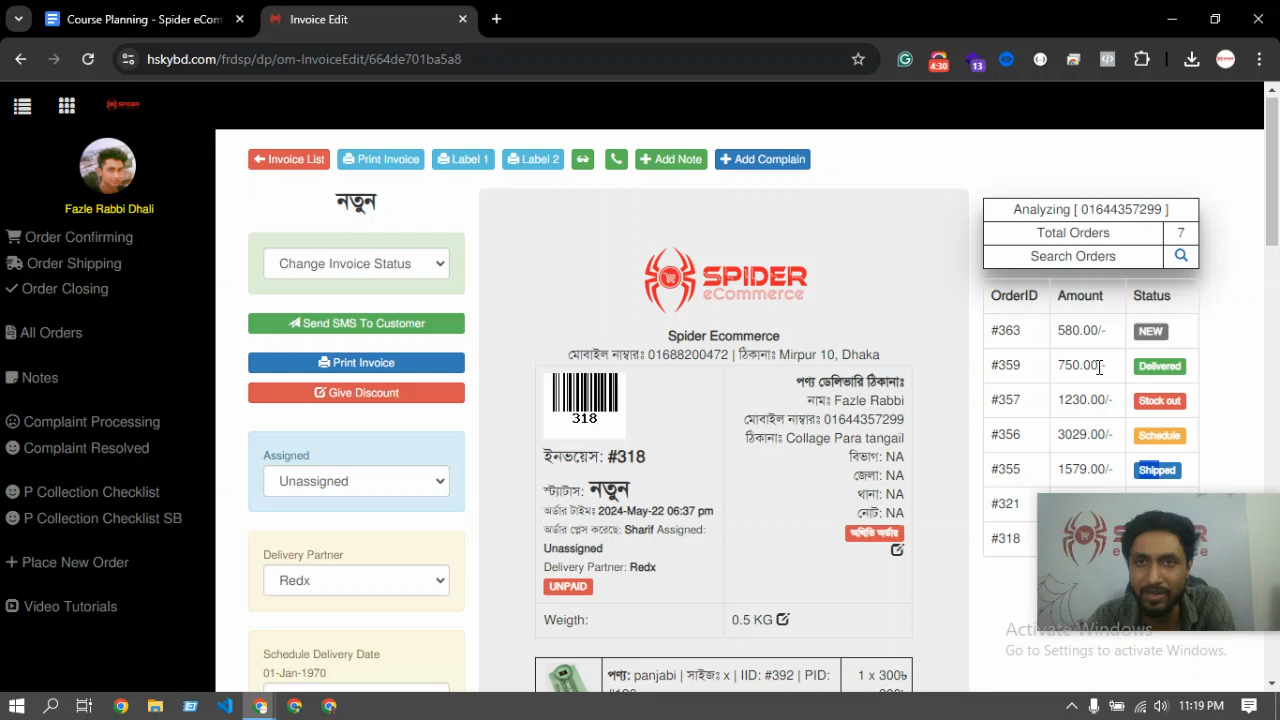 Course Planning - Spider eCom
Invoice Edit
hskybd.com/frdsp/dp/om-InvoiceEdit/664de701ba5a8
4:30
13
SPIDER
Fazle Rabbi Dhali
Order Confirming
Order Shipping
Order Closing
All Orders
Notes
Complaint Processing
Complaint Resolved
P Collection Checklist
P Collection Checklist SB
Place New Order
Video Tutorials
Invoice List
Print Invoice
Label 1
Label 2
Add Note
Add Complain
নতুন
Change Invoice Status
Send SMS To Customer
Print Invoice
Give Discount
Assigned
Unassigned
Delivery Partner
Redx
Schedule Delivery Date
01-Jan-1970
SPIDER
eCommerce
Spider Ecommerce
মোবাইল নাম্বারঃ 01688200472 | ঠিকানাঃ Mirpur 10, Dhaka
318
ইনভয়েস: #318
স্ট্যাটাস: নতুন
অর্ডার টাইমঃ 2024-May-22 06:37 pm
অর্ডার প্লেস করেছে: Sharif Assigned:
Unassigned
Delivery Partner: Redx
UNPAID
পণ্য ডেলিভারি ঠিকানাঃ
নামঃ Fazle Rabbi
মোবাইল নাম্বারঃ 01644357299
ঠিকানাঃ Collage Para tangail
বিভাগ: NA
জেলা: NA
থানা: NA
নোট: NA
অতিথি অর্ডার
Weigth:
0.5 KG
পণ্য: panjabi | সাইজঃ x | IID: #392 | PID:
1 x 300৳
Analyzing [ 01644357299 ]
Total Orders 7
Search Orders
OrderID Amount Status
#363 580.00/- NEW
#359 750.00/- Delivered
#357 1230.00/- Stock out
#356 3029.00/- Schedule
#355 1579.00/- Shipped
#321
#318
Activate Windows
Go to Settings to activate Windows.
11:19 PM